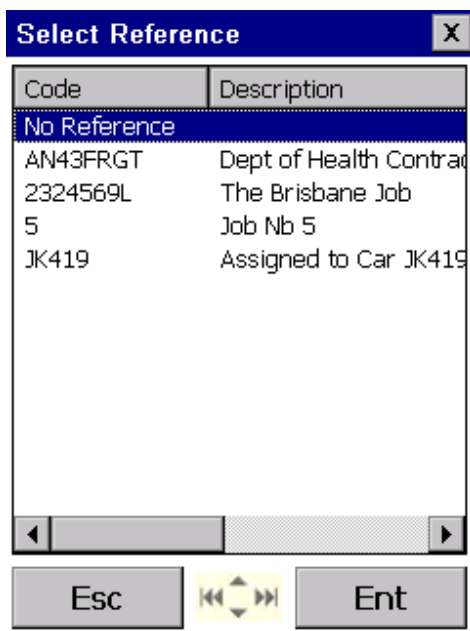 Select Reference X
Code Description
No Reference
AN43FRGT Dept of Health Contrac
2324569L The Brisbane Job
5 Job Nb 5
JK419 Assigned to Car JK419
Esc Ent